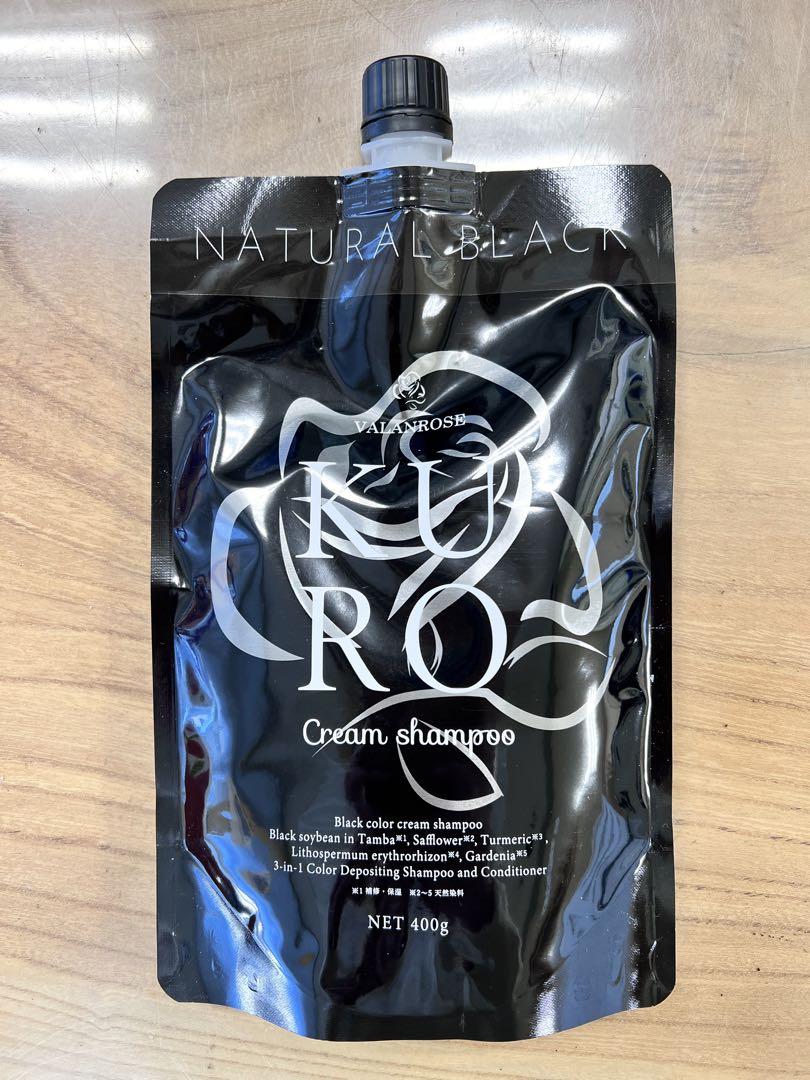 NATURAL BLACK
VALANROSE
KU
RO
Cream shampoo
Black color cream shampoo
Black soybean in Tamba※1, Safflower※2, Turmeric※3,
Lithospermum erythrorhizon※4, Gardenia※5
3-in-1 Color Depositing Shampoo and Conditioner
※1 補修・保湿 ※2〜5 天然染料
NET 400g